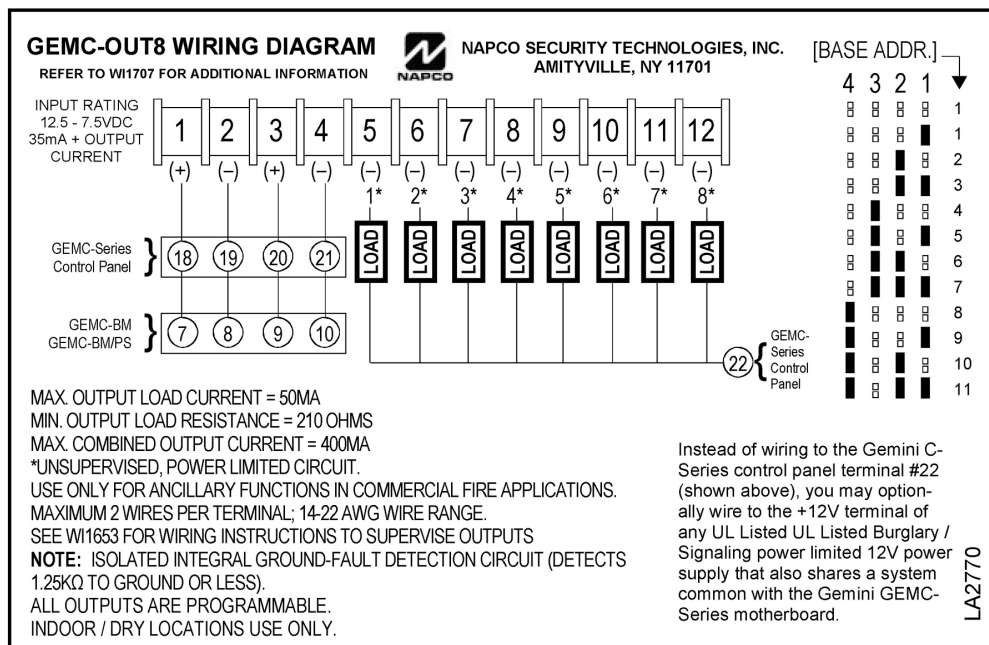 GEMC-OUT8 WIRING DIAGRAM
REFER TO WI1707 FOR ADDITIONAL INFORMATION
NAPCO
NAPCO SECURITY TECHNOLOGIES, INC.
AMITYVILLE, NY 11701
[BASE ADDR.]
4 3 2 1
1
1
2
3
4
5
6
7
8
9
10
11
INPUT RATING
12.5 - 7.5VDC
35mA + OUTPUT
CURRENT
1 2 3 4 5 6 7 8 9 10 11 12
(+) (–) (+) (–) (–) (–) (–) (–) (–) (–) (–) (–)
1* 2* 3* 4* 5* 6* 7* 8*
LOAD LOAD LOAD LOAD LOAD LOAD LOAD LOAD
GEMC-Series
Control Panel
18 19 20 21
GEMC-BM
GEMC-BM/PS
7 8 9 10
22
GEMC-
Series
Control
Panel
MAX. OUTPUT LOAD CURRENT = 50MA
MIN. OUTPUT LOAD RESISTANCE = 210 OHMS
MAX. COMBINED OUTPUT CURRENT = 400MA
*UNSUPERVISED, POWER LIMITED CIRCUIT.
USE ONLY FOR ANCILLARY FUNCTIONS IN COMMERCIAL FIRE APPLICATIONS.
MAXIMUM 2 WIRES PER TERMINAL; 14-22 AWG WIRE RANGE.
SEE WI1653 FOR WIRING INSTRUCTIONS TO SUPERVISE OUTPUTS
NOTE: ISOLATED INTEGRAL GROUND-FAULT DETECTION CIRCUIT (DETECTS
1.25KΩ TO GROUND OR LESS).
ALL OUTPUTS ARE PROGRAMMABLE.
INDOOR / DRY LOCATIONS USE ONLY.
Instead of wiring to the Gemini C-
Series control panel terminal #22
(shown above), you may option-
ally wire to the +12V terminal of
any UL Listed UL Listed Burglary /
Signaling power limited 12V power
supply that also shares a system
common with the Gemini GEMC-
Series motherboard.
LA2770